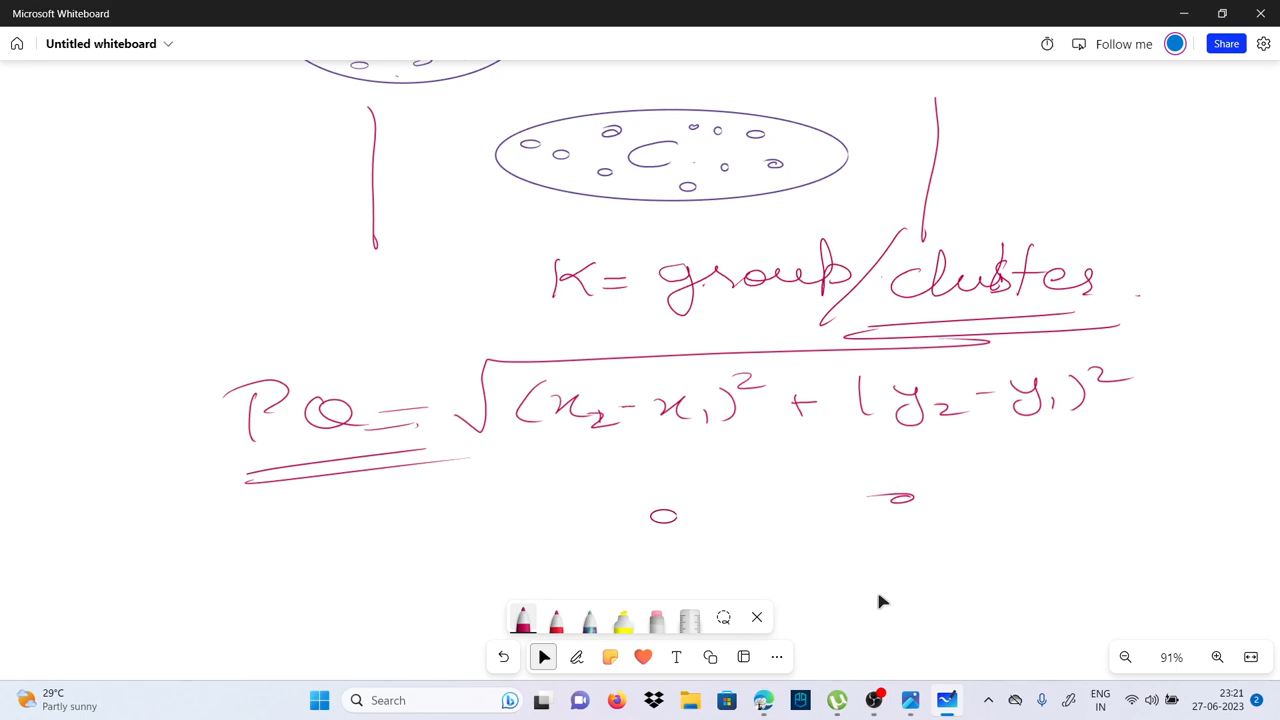 Microsoft Whiteboard
Untitled whiteboard
Follow me
Share
K = group/cluster
PQ = √(x₂ - x₁)² + (y₂ - y₁)²
91%
29°C
Partly sunny
Search
ENG
IN
23:21
27-06-2023
2